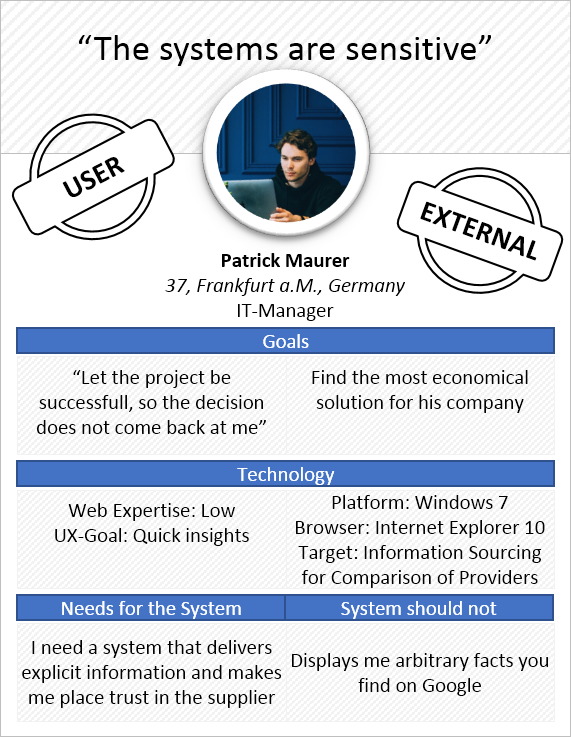 “The systems are sensitive”
USER
EXTERNAL
Patrick Maurer
37, Frankfurt a.M., Germany
IT-Manager
Goals
“Let the project be
successfull, so the decision
does not come back at me”
Find the most economical
solution for his company
Technology
Web Expertise: Low
UX-Goal: Quick insights
Platform: Windows 7
Browser: Internet Explorer 10
Target: Information Sourcing
for Comparison of Providers
Needs for the System
I need a system that delivers
explicit information and makes
me place trust in the supplier
System should not
Displays me arbitrary facts you
find on Google